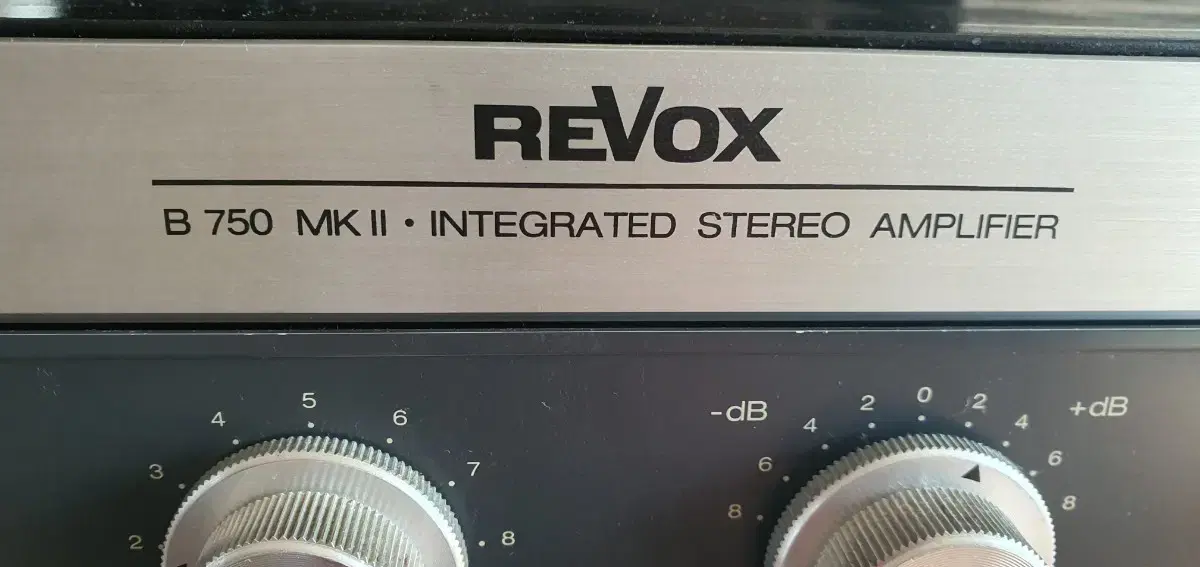 REVOX
B 750 MK II • INTEGRATED STEREO AMPLIFIER
2 3 4 5 6 7 8
-dB 8 6 4 2 0 2 4 6 8 +dB